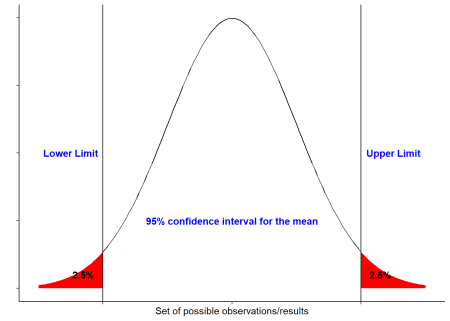 Lower Limit
Upper Limit
95% confidence interval for the mean
2.5%
2.5%
Set of possible observations/results